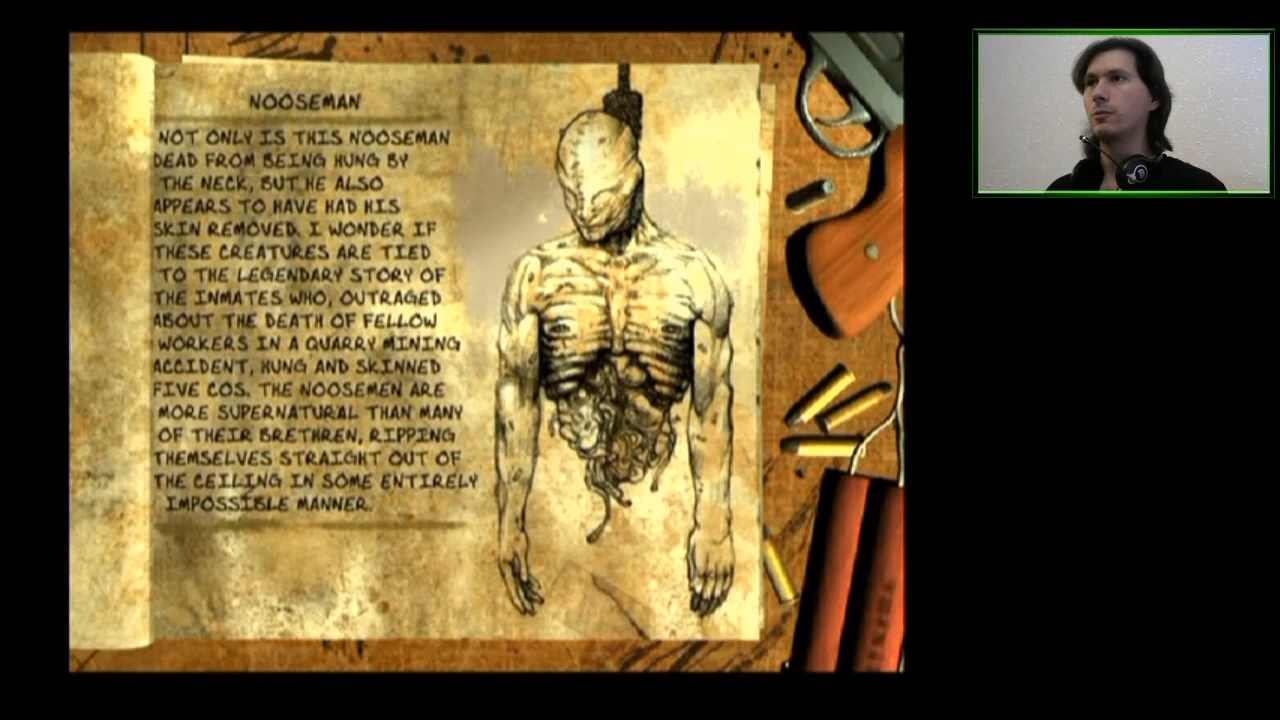 NOOSEMAN
NOT ONLY IS THIS NOOSEMAN
DEAD FROM BEING HUNG BY
THE NECK, BUT HE ALSO
APPEARS TO HAVE HAD HIS
SKIN REMOVED. I WONDER IF
THESE CREATURES ARE TIED
TO THE LEGENDARY STORY OF
THE INMATES WHO, OUTRAGED
ABOUT THE DEATH OF FELLOW
WORKERS IN A QUARRY MINING
ACCIDENT, HUNG AND SKINNED
FIVE COS. THE NOOSEMEN ARE
MORE SUPERNATURAL THAN MANY
OF THEIR BRETHREN, RIPPING
THEMSELVES STRAIGHT OUT OF
THE CEILING IN SOME ENTIRELY
IMPOSSIBLE MANNER.